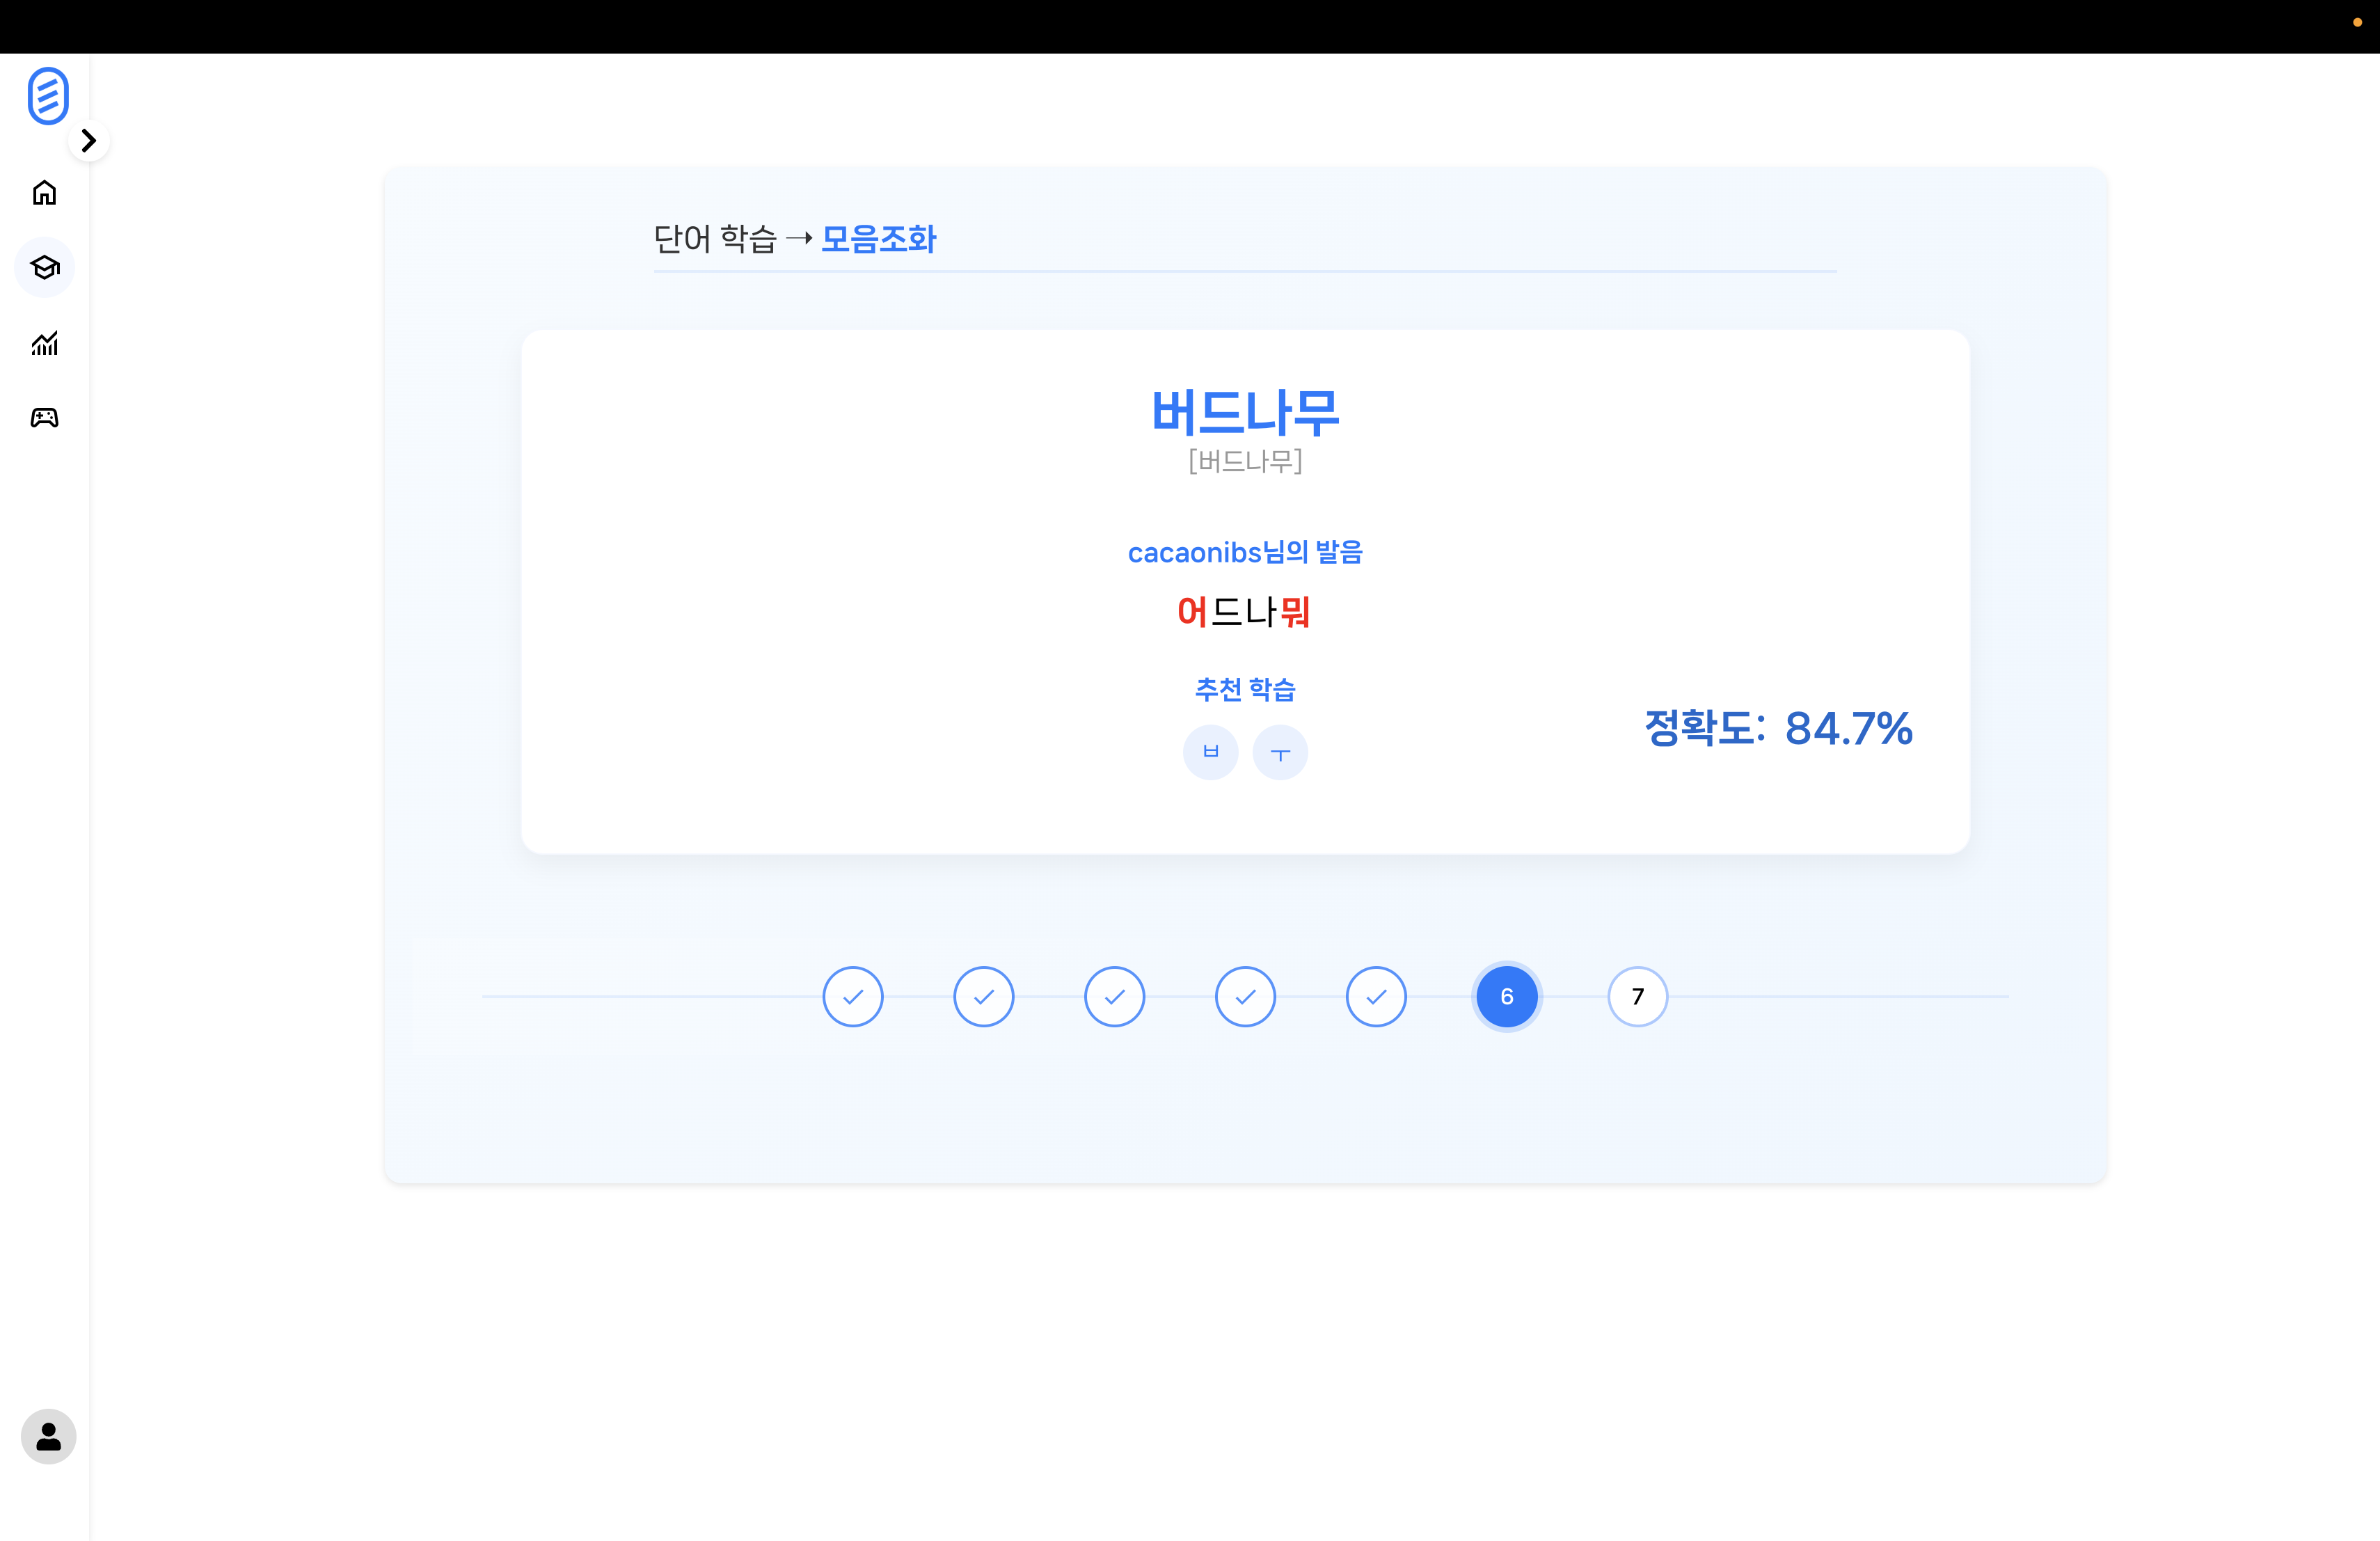 단어 학습 → 모음조화
버드나무
[버드나무]
cacaonibs님의 발음
어드나뭐
추천 학습
ㅂ ㅜ
정확도: 84.7%
6 7